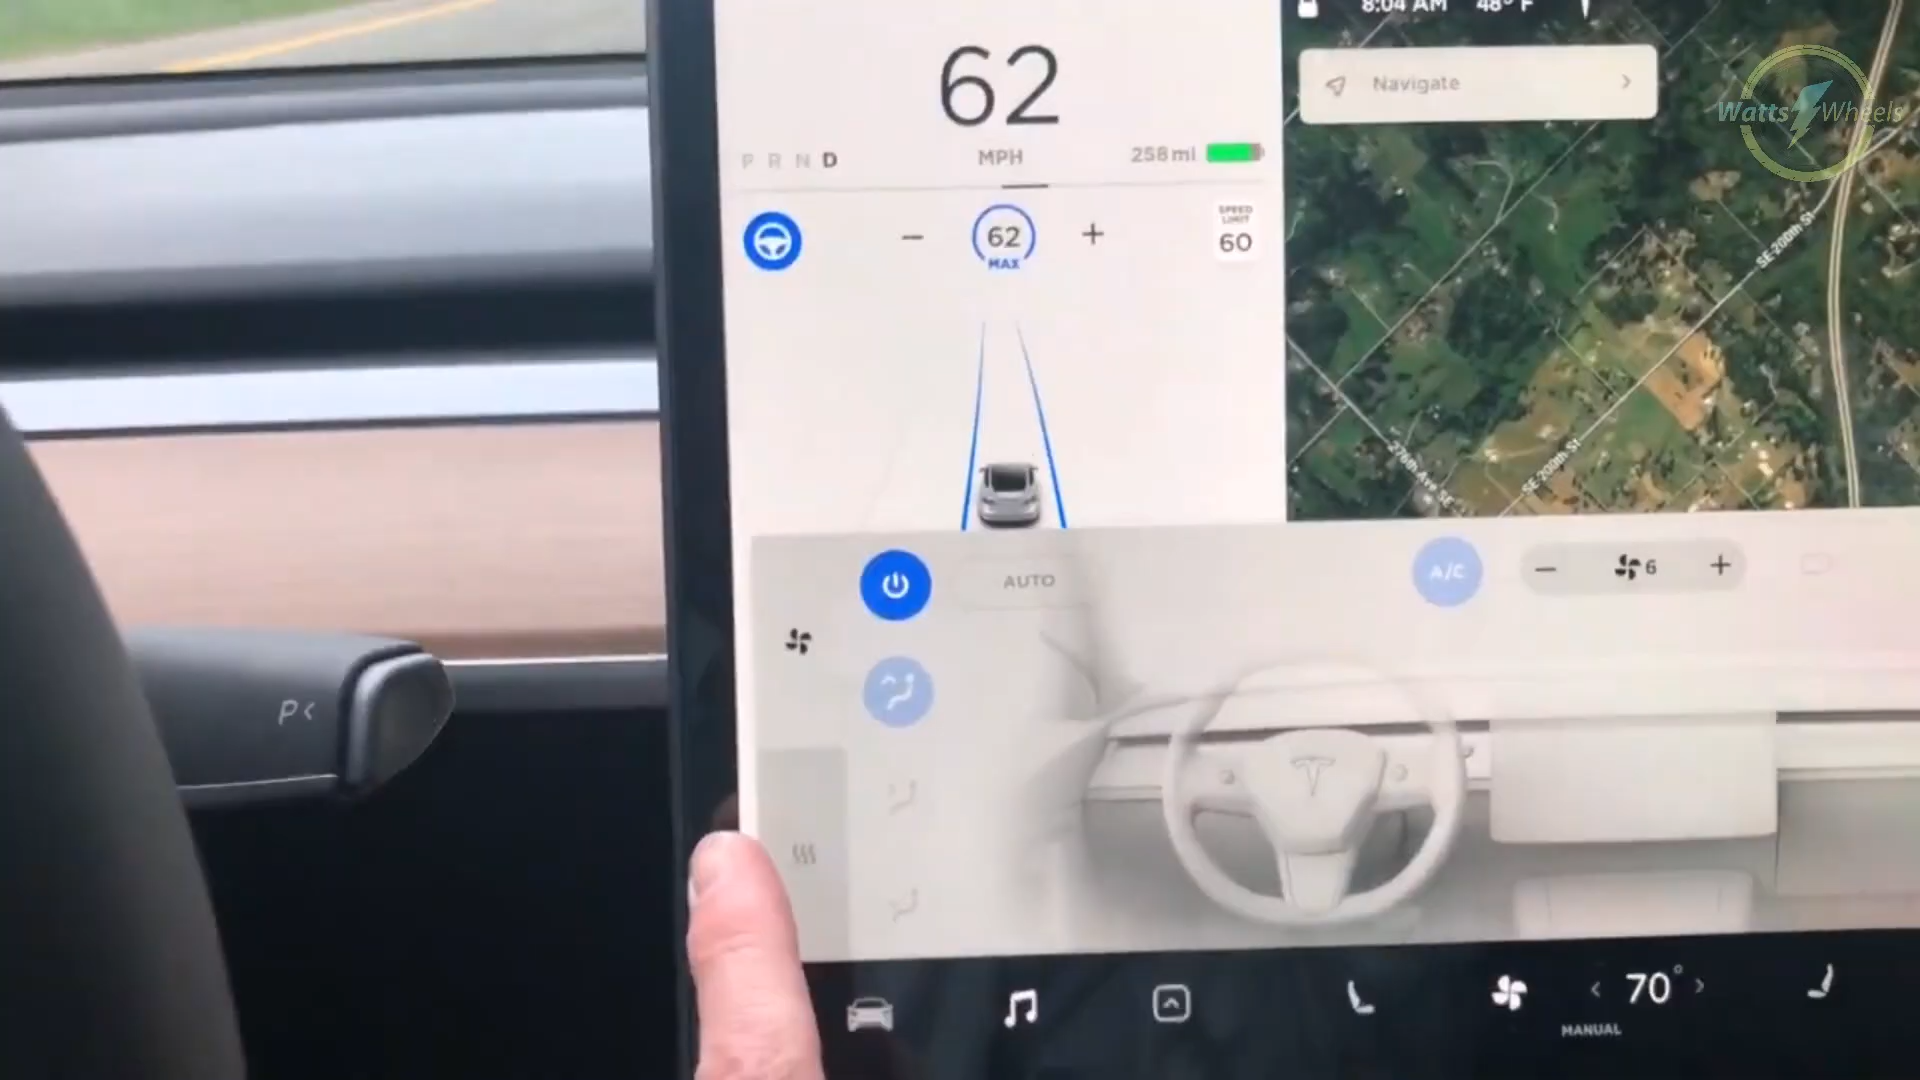 8:04 AM 48° F
62
Navigate
Watts Wheels
P R N D
MPH
258 mi
62
MAX
SPEED
LIMIT
60
SE 200th St
276th Ave SE
SE 200th St
AUTO
A/C
6
P<
70°
MANUAL